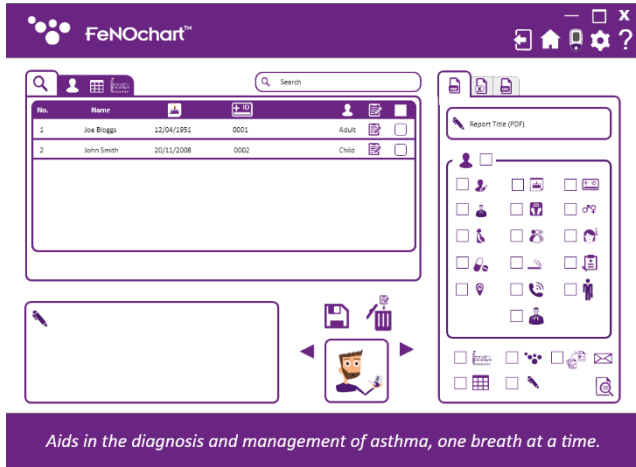 FeNOchart™
Search
No. Name ID
1 Joe Bloggs 12/04/1951 0001 Adult
2 John Smith 20/11/2008 0002 Child
Report Title (PDF)
Aids in the diagnosis and management of asthma, one breath at a time.